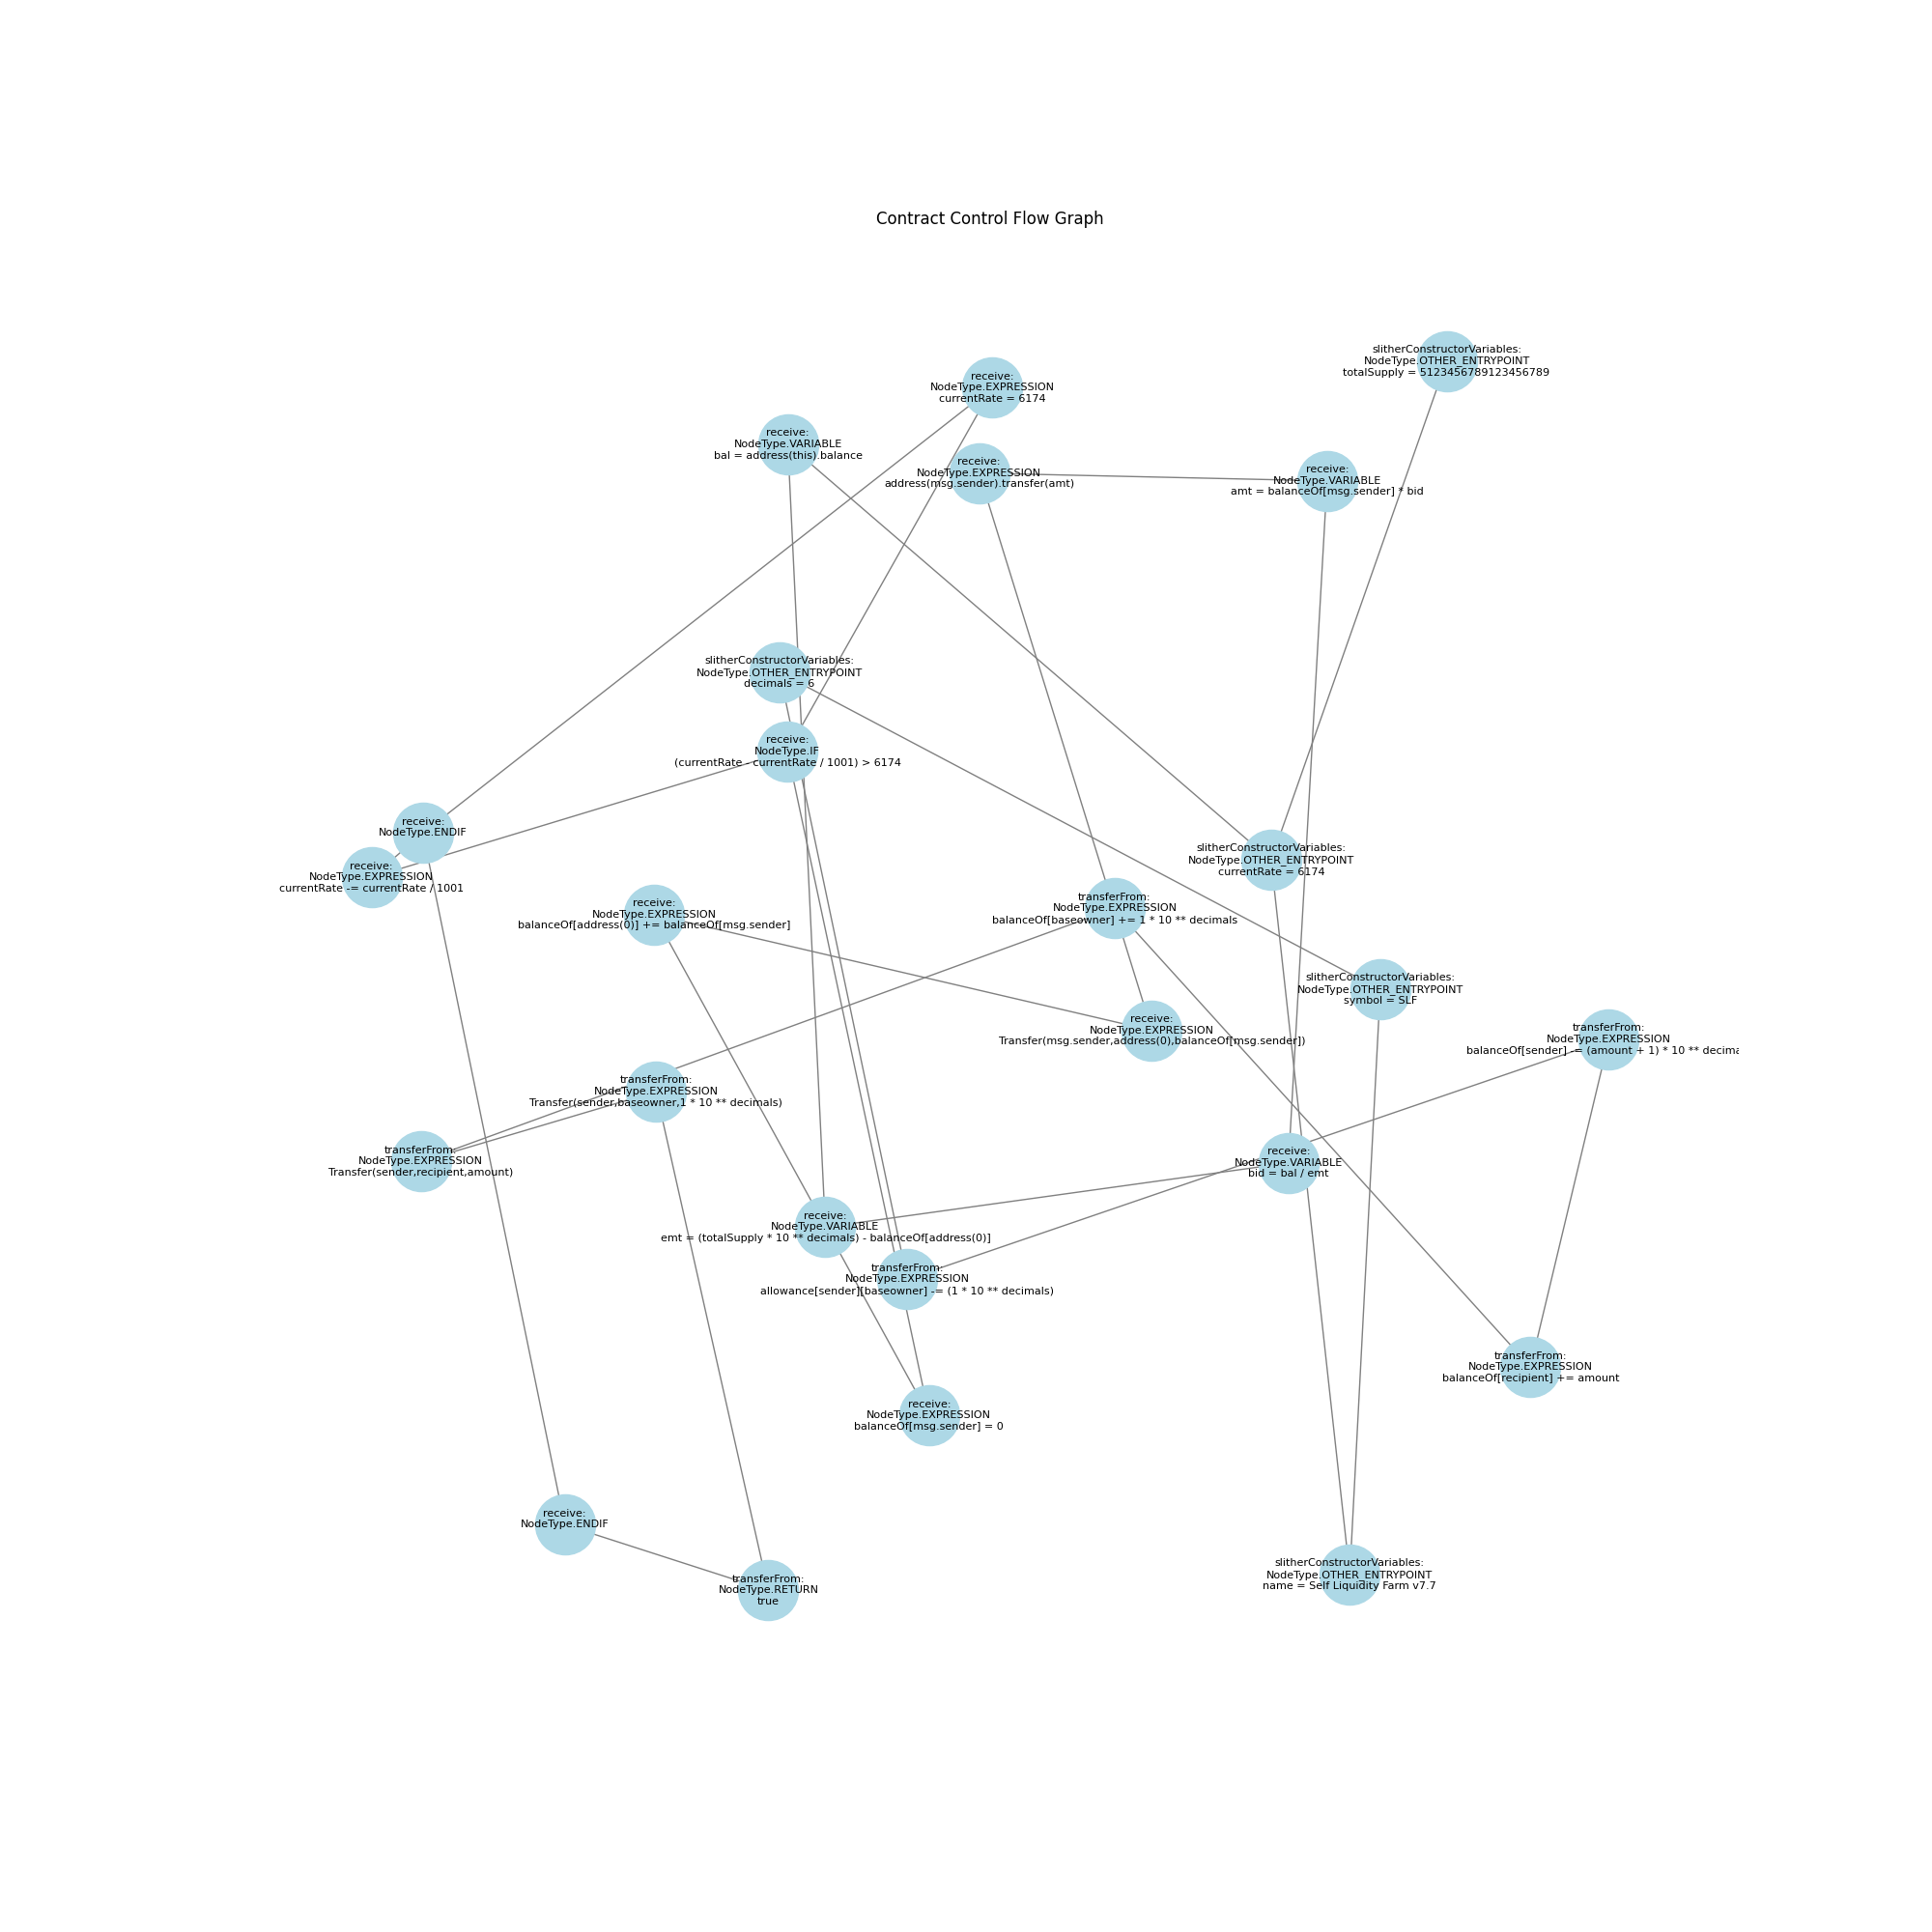 Contract Control Flow Graph
slitherConstructorVariables:
NodeType.OTHER_ENTRYPOINT
totalSupply = 5123456789123456789
receive:
NodeType.EXPRESSION
currentRate = 6174
receive:
NodeType.VARIABLE
bal = address(this).balance
receive:
NodeType.EXPRESSION
address(msg.sender).transfer(amt)
receive:
NodeType.VARIABLE
amt = balanceOf[msg.sender] * bid
slitherConstructorVariables:
NodeType.OTHER_ENTRYPOINT
decimals = 6
receive:
NodeType.IF
(currentRate - currentRate / 1001) > 6174
receive:
NodeType.ENDIF
receive:
NodeType.EXPRESSION
currentRate -= currentRate / 1001
slitherConstructorVariables:
NodeType.OTHER_ENTRYPOINT
currentRate = 6174
receive:
NodeType.EXPRESSION
balanceOf[address(0)] += balanceOf[msg.sender]
transferFrom:
NodeType.EXPRESSION
balanceOf[baseowner] += 1 * 10 ** decimals
slitherConstructorVariables:
NodeType.OTHER_ENTRYPOINT
symbol = SLF
receive:
NodeType.EXPRESSION
Transfer(msg.sender,address(0),balanceOf[msg.sender])
transferFrom:
NodeType.EXPRESSION
balanceOf[sender] -= (amount + 1) * 10 ** decima
transferFrom:
NodeType.EXPRESSION
Transfer(sender,baseowner,1 * 10 ** decimals)
transferFrom:
NodeType.EXPRESSION
Transfer(sender,recipient,amount)
receive:
NodeType.VARIABLE
bid = bal / emt
receive:
NodeType.VARIABLE
emt = (totalSupply * 10 ** decimals) - balanceOf[address(0)]
transferFrom:
NodeType.EXPRESSION
allowance[sender][baseowner] -= (1 * 10 ** decimals)
transferFrom:
NodeType.EXPRESSION
balanceOf[recipient] += amount
receive:
NodeType.EXPRESSION
balanceOf[msg.sender] = 0
receive:
NodeType.ENDIF
transferFrom:
NodeType.RETURN
true
slitherConstructorVariables:
NodeType.OTHER_ENTRYPOINT
name = Self Liquidity Farm v7.7